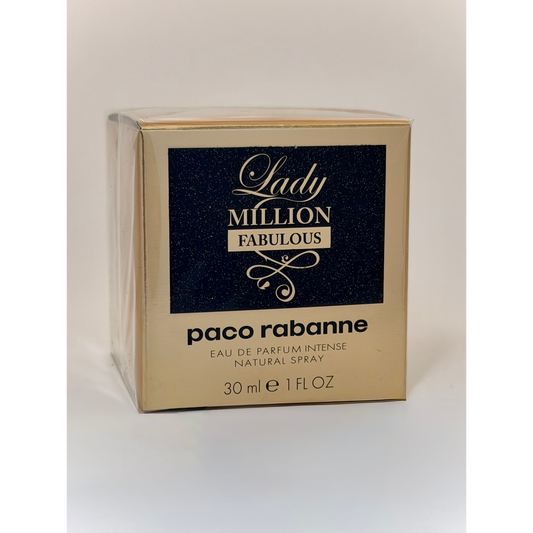 Lady
MILLION
FABULOUS
paco rabanne
EAU DE PARFUM INTENSE
NATURAL SPRAY
30 ml ℮ 1 FL OZ